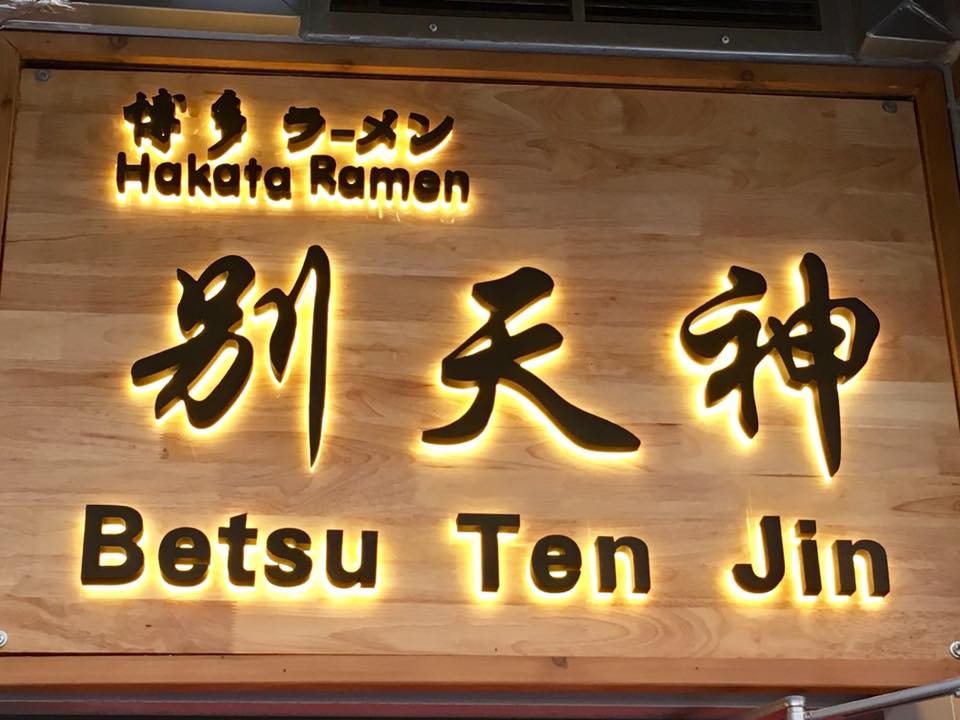 博多 ラーメン
Hakata Ramen
別天神
Betsu Ten Jin